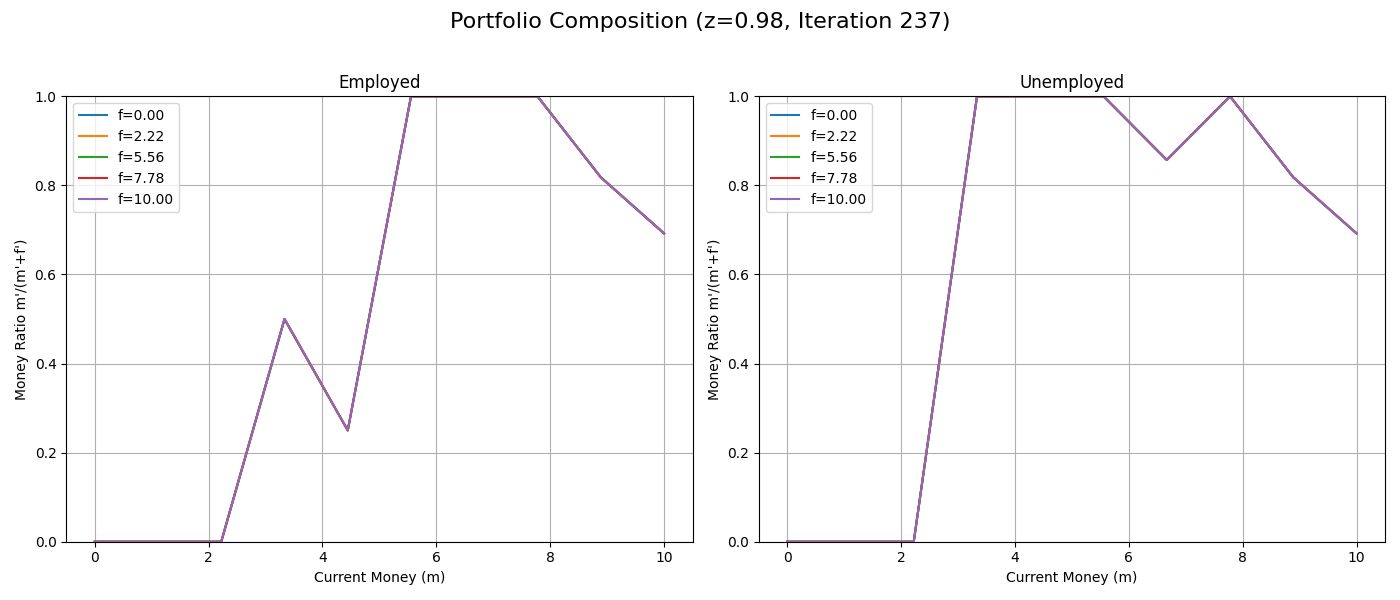 Portfolio Composition (z=0.98, Iteration 237)
Employed
1.0
0.8
0.6
0.4
0.2
0.0
Money Ratio m'/(m'+f')
f=0.00
f=2.22
f=5.56
f=7.78
f=10.00
0 2 4 6 8 10
Current Money (m)
Unemployed
1.0
0.8
0.6
0.4
0.2
0.0
Money Ratio m'/(m'+f')
f=0.00
f=2.22
f=5.56
f=7.78
f=10.00
0 2 4 6 8 10
Current Money (m)